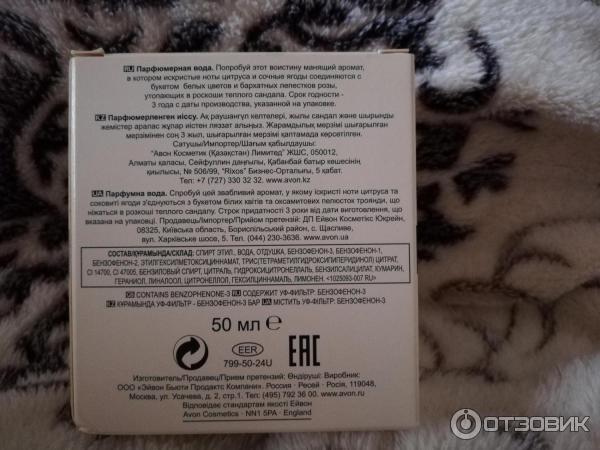 RU Парфюмерная вода. Попробуй этот воистину манящий аромат,
в котором искристые ноты цитруса и сочные ягоды соединяются с
букетом белых цветов и бархатных лепестков розы,
утопающих в роскоши теплого сандала. Срок годности -
3 года с даты производства, указанной на упаковке.
KZ Парфюмерленген иіссу. Ақ раушангүл келтелері, жылы сандал және шырынды
жемістер аралас жұпар иістен ләззат алыңыз. Жарамдылық мерзімі шығарылған
мерзімінен соң 3 жыл, шығарылған мерзімі қаптамада көрсетілген.
Сатушы/Импортер/Шағым қабылдаушы:
"Авон Косметик (Қазақстан) Лимитед" ЖШС, 050012,
Алматы қаласы, Сейфуллин даңғылы, Қабанбай батыр көшесінің
қиылысы, № 506/99, "Rixos" Бизнес-Орталығы, 5 қабат.
Тел: +7 (727) 330 32 32. www.avon.kz
UA Парфумна вода. Спробуй цей звабливий аромат, у якому іскристі ноти цитруса та
соковиті ягоди з'єднуються з букетом білих квітів та оксамитових пелюсток троянди, що
ніжаться в розкоші теплого сандалу. Строк придатності 3 роки від дати виготовлення, що
вказана на упаковці. Продавець/Імпортер/Прийом претензій: ДП Ейвон Косметікс Юкрейн,
08325, Київська область, Бориспільський район, с. Щасливе,
вул. Харківське шосе, 5. Тел. (044) 230-3636. www.avon.ua
СОСТАВ/ҚҰРАМЫНДА/СКЛАД: СПИРТ ЭТИЛ., ВОДА, ОТДУШКА, БЕНЗОФЕНОН-3, БЕНЗОФЕНОН-1,
БЕНЗОФЕНОН-2, ЭТИЛГЕКСИЛМЕТОКСИЦИННАМАТ, ТРИС(ТЕТРАМЕТИЛГИДРОКСИПИПЕРИДИНОЛ) ЦИТРАТ,
CI 14700, CI 47005, БЕНЗИЛОВЫЙ СПИРТ, ЦИТРАЛЬ, ГИДРОКСИЦИТРОНЕЛЛАЛЬ, БЕНЗИЛСАЛИЦИЛАТ, КУМАРИН,
ГЕРАНИОЛ, ЛИНАЛООЛ, ЦИТРОНЕЛЛОЛ, ГЕКСИЛЦИННАМАЛЬ, ЛИМОНЕН. <1025093-007 RU>
GB CONTAINS BENZOPHENONE-3 RU СОДЕРЖИТ УФ-ФИЛЬТР - БЕНЗОФЕНОН-3
KZ ҚҰРАМЫНДА УФ-ФИЛЬТР - БЕНЗОФЕНОН-3 БАР UA МІСТИТЬ УФ-ФІЛЬТР - БЕНЗОФЕНОН-3
50 мл e
EER
799-50-24U
EAC
Изготовитель/Продавец/Прием претензий: Өндіруші: Виробник:
ООО «Эйвон Бьюти Продактс Компани». Россия - Ресей - Росія, 119048,
Москва, ул. Усачева, д. 2, стр.1. Тел: (495) 792 36 00. www.avon.ru
Відповідає стандартам якості Ейвон
Avon Cosmetics - NN1 5PA - England
ОТЗОВИК